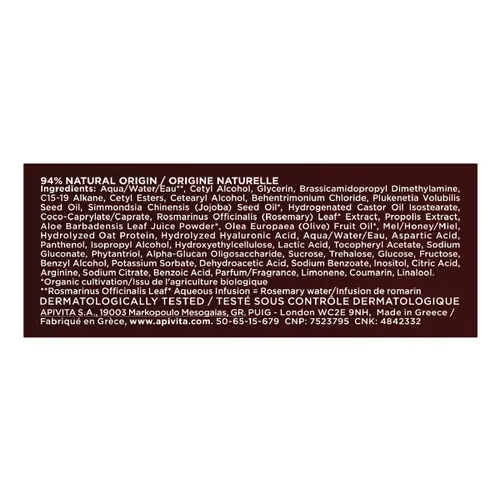 94% NATURAL ORIGIN / ORIGINE NATURELLE
Ingredients: Aqua/Water/Eau**, Cetyl Alcohol, Glycerin, Brassicamidopropyl Dimethylamine,
C15-19 Alkane, Cetyl Esters, Cetearyl Alcohol, Behentrimonium Chloride, Plukenetia Volubilis
Seed Oil, Simmondsia Chinensis (Jojoba) Seed Oil*, Hydrogenated Castor Oil Isostearate,
Coco-Caprylate/Caprate, Rosmarinus Officinalis (Rosemary) Leaf* Extract, Propolis Extract,
Aloe Barbadensis Leaf Juice Powder*, Olea Europaea (Olive) Fruit Oil*, Mel/Honey/Miel,
Hydrolyzed Oat Protein, Hydrolyzed Hyaluronic Acid, Aqua/Water/Eau, Aspartic Acid,
Panthenol, Isopropyl Alcohol, Hydroxyethylcellulose, Lactic Acid, Tocopheryl Acetate, Sodium
Gluconate, Phytantriol, Alpha-Glucan Oligosaccharide, Sucrose, Trehalose, Glucose, Fructose,
Benzyl Alcohol, Potassium Sorbate, Dehydroacetic Acid, Sodium Benzoate, Inositol, Citric Acid,
Arginine, Sodium Citrate, Benzoic Acid, Parfum/Fragrance, Limonene, Coumarin, Linalool.
*Organic cultivation/Issu de l'agriculture biologique
**Rosmarinus Officinalis Leaf* Aqueous Infusion = Rosemary water/Infusion de romarin
DERMATOLOGICALLY TESTED / TESTÉ SOUS CONTRÔLE DERMATOLOGIQUE
APIVITA S.A., 19003 Markopoulo Mesogaias, GR. PUIG - London WC2E 9NH, Made in Greece /
Fabriqué en Grèce, www.apivita.com. 50-65-15-679 CNP: 7523795 CNK: 4842332